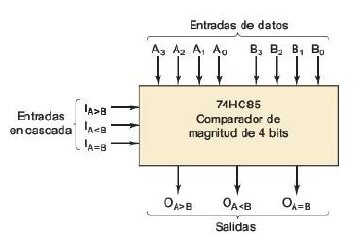 Entradas de datos
A3 A2 A1 A0 B3 B2 B1 B0
Entradas
en cascada
IA>B
IA<B
IA=B
74HC85
Comparador de
magnitud de 4 bits
OA>B OA<B OA=B
Salidas